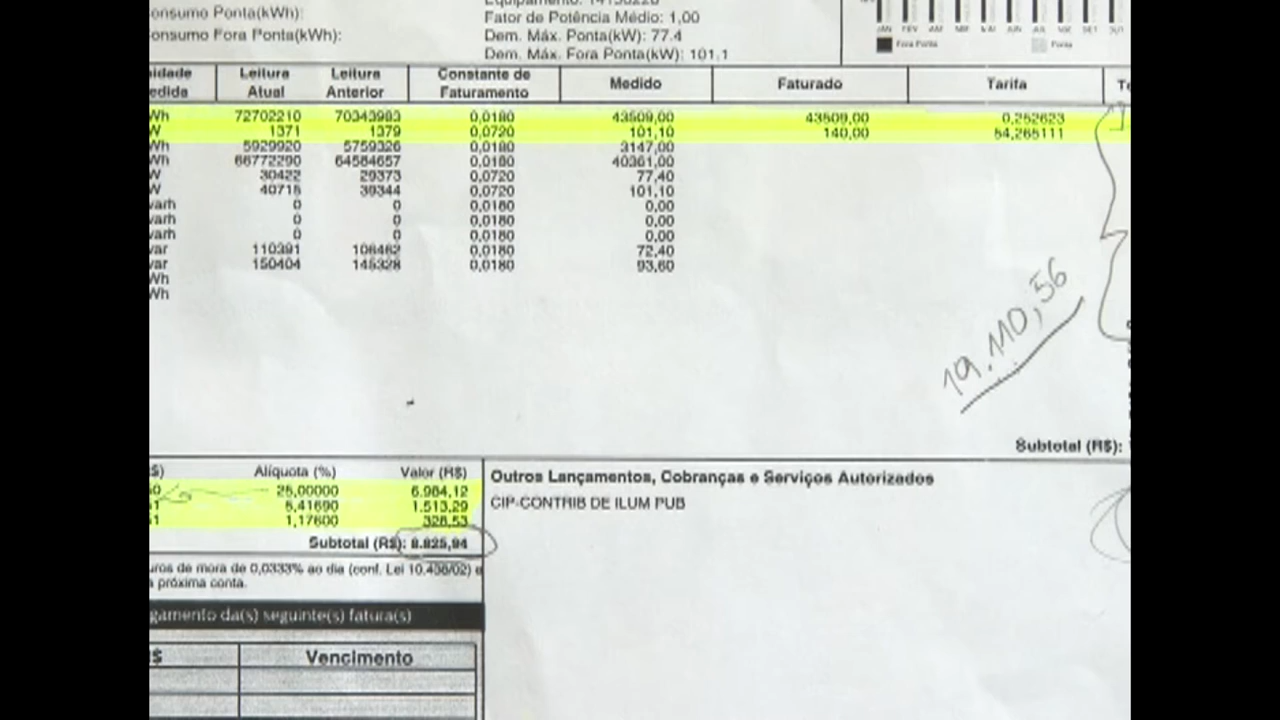 onsumo Ponta(kWh):
onsumo Fora Ponta(kWh):
Fator de Potência Médio: 1,00
Dem. Máx. Ponta(kW): 77.4
Dem. Máx. Fora Ponta(kW): 101.1
Fora Ponta Ponta
Leitura Atual Leitura Anterior Constante de Faturamento Medido Faturado Tarifa
Wh 72702210 70343983 0,0180 43509,00 43509,00 0,252623
W 1371 1379 0,0720 101,10 140,00 54,265111
Wh 5929920 5759326 0,0180 3147,00
Wh 66772290 64584657 0,0180 40361,00
W 30422 29373 0,0720 77,40
W 40715 39344 0,0720 101,10
varh 0 0 0,0180 0,00
varh 0 0 0,0180 0,00
varh 0 0 0,0180 0,00
var 110391 106462 0,0180 72,40
var 150404 145328 0,0180 93,60
Wh
Wh
19.110,56
Subtotal (R$):
$) Alíquota (%) Valor (R$)
25,00000 6.984,12
5,41690 1.513,29
1,17600 328,53
Subtotal (R$): 8.825,94
Outros Lançamentos, Cobranças e Serviços Autorizados
CIP-CONTRIB DE ILUM PUB
uros de mora de 0,0333% ao dia (conf. Lei 10.438/02) e
a próxima conta.
gamento da(s) seguinte(s) fatura(s)
$ Vencimento